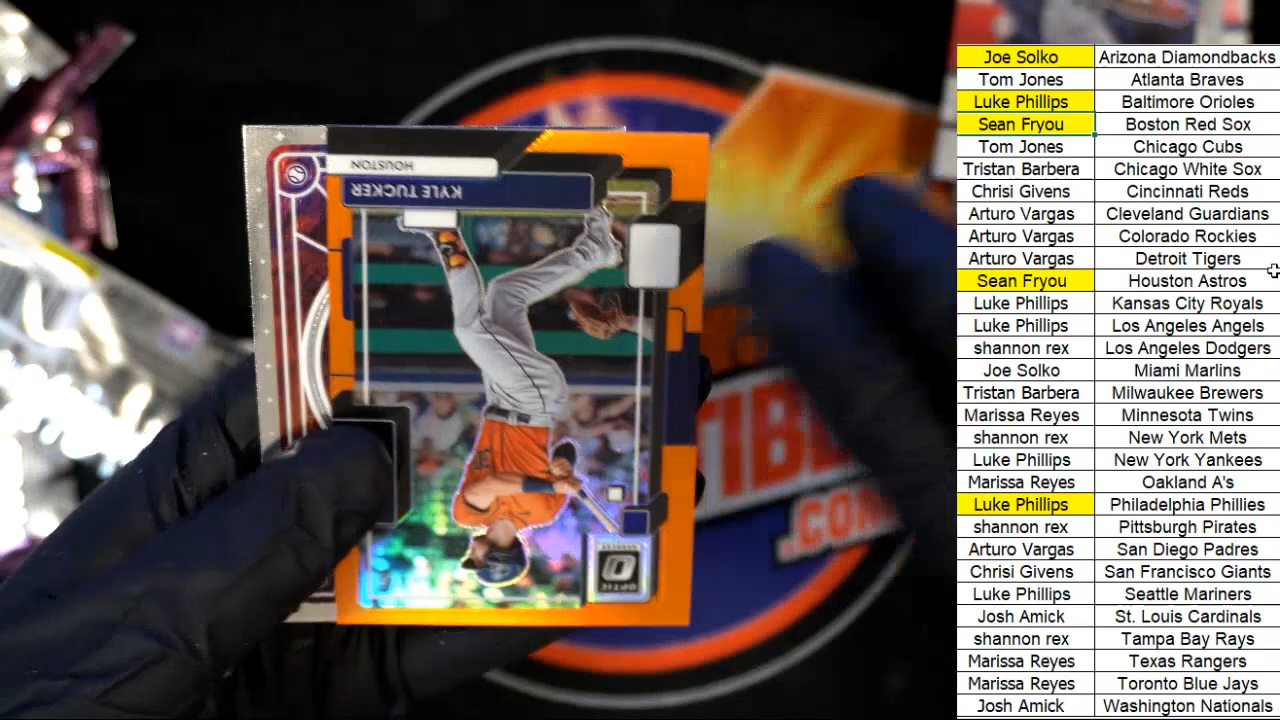 HOUSTON
KYLE TUCKER
OPTIC
TIB
.COM
Joe Solko Arizona Diamondbacks
Tom Jones Atlanta Braves
Luke Phillips Baltimore Orioles
Sean Fryou Boston Red Sox
Tom Jones Chicago Cubs
Tristan Barbera Chicago White Sox
Chrisi Givens Cincinnati Reds
Arturo Vargas Cleveland Guardians
Arturo Vargas Colorado Rockies
Arturo Vargas Detroit Tigers
Sean Fryou Houston Astros
Luke Phillips Kansas City Royals
Luke Phillips Los Angeles Angels
shannon rex Los Angeles Dodgers
Joe Solko Miami Marlins
Tristan Barbera Milwaukee Brewers
Marissa Reyes Minnesota Twins
shannon rex New York Mets
Luke Phillips New York Yankees
Marissa Reyes Oakland A's
Luke Phillips Philadelphia Phillies
shannon rex Pittsburgh Pirates
Arturo Vargas San Diego Padres
Chrisi Givens San Francisco Giants
Luke Phillips Seattle Mariners
Josh Amick St. Louis Cardinals
shannon rex Tampa Bay Rays
Marissa Reyes Texas Rangers
Marissa Reyes Toronto Blue Jays
Josh Amick Washington Nationals